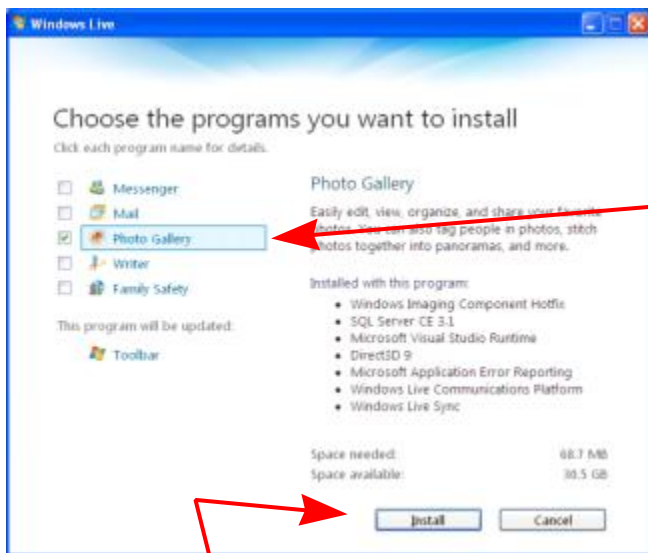 Windows Live
Choose the programs you want to install
Click each program name for details.
Messenger
Mail
Photo Gallery
Writer
Family Safety
This program will be updated:
Toolbar
Photo Gallery
Easily edit, view, organize, and share your favorite
photos. You can also tag people in photos, stitch
photos together into panoramas, and more.
Installed with this program:
• Windows Imaging Component Hotfix
• SQL Server CE 3.1
• Microsoft Visual Studio Runtime
• Direct3D 9
• Microsoft Application Error Reporting
• Windows Live Communications Platform
• Windows Live Sync
Space needed: 68.7 MB
Space available: 30.5 GB
Install Cancel